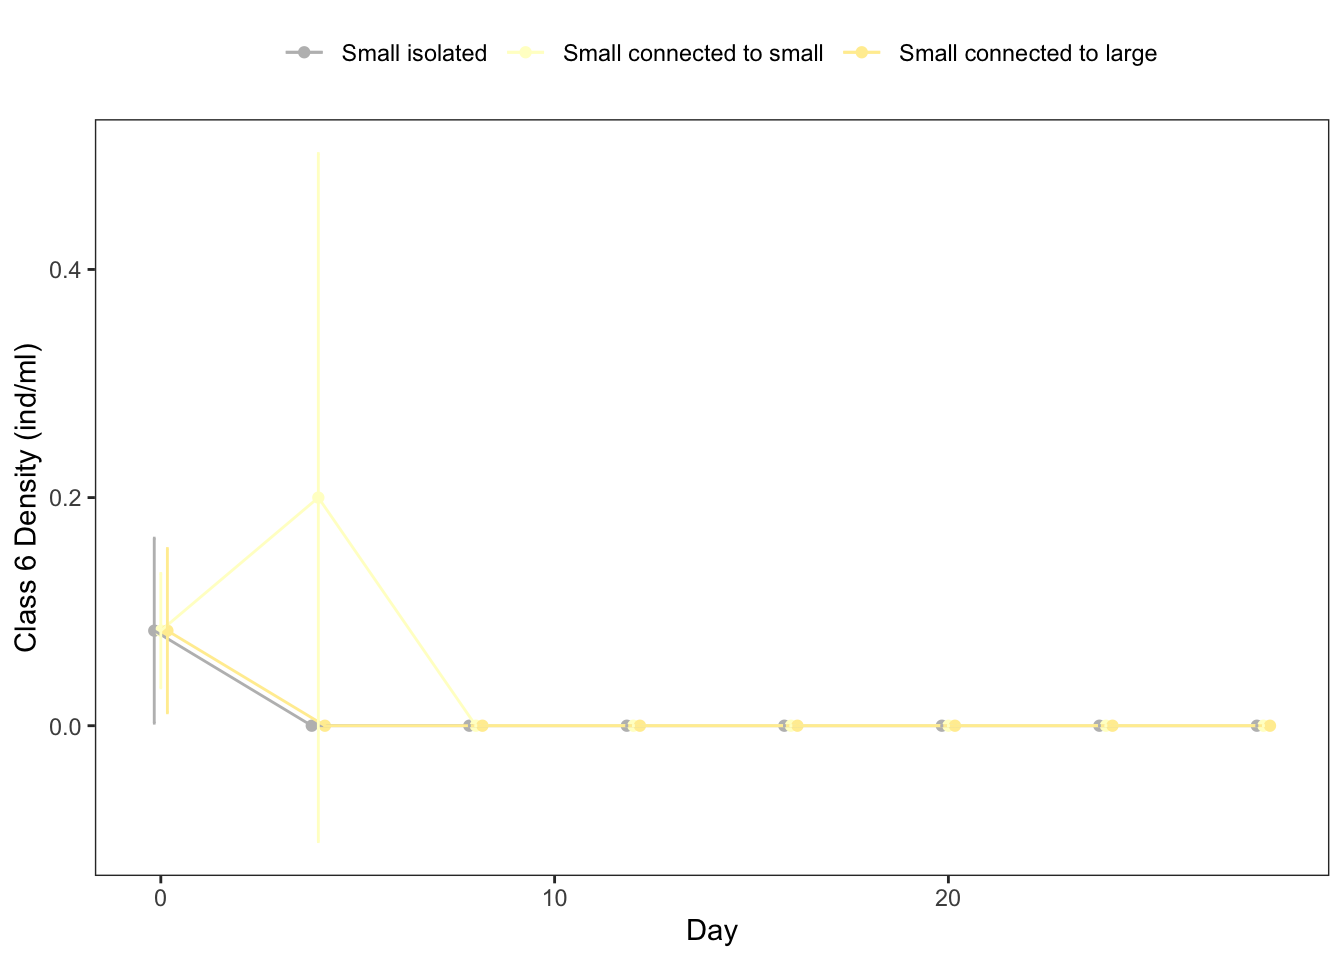 Small isolated Small connected to small Small connected to large
Class 6 Density (ind/ml)
0.4
0.2
0.0
0 10 20
Day